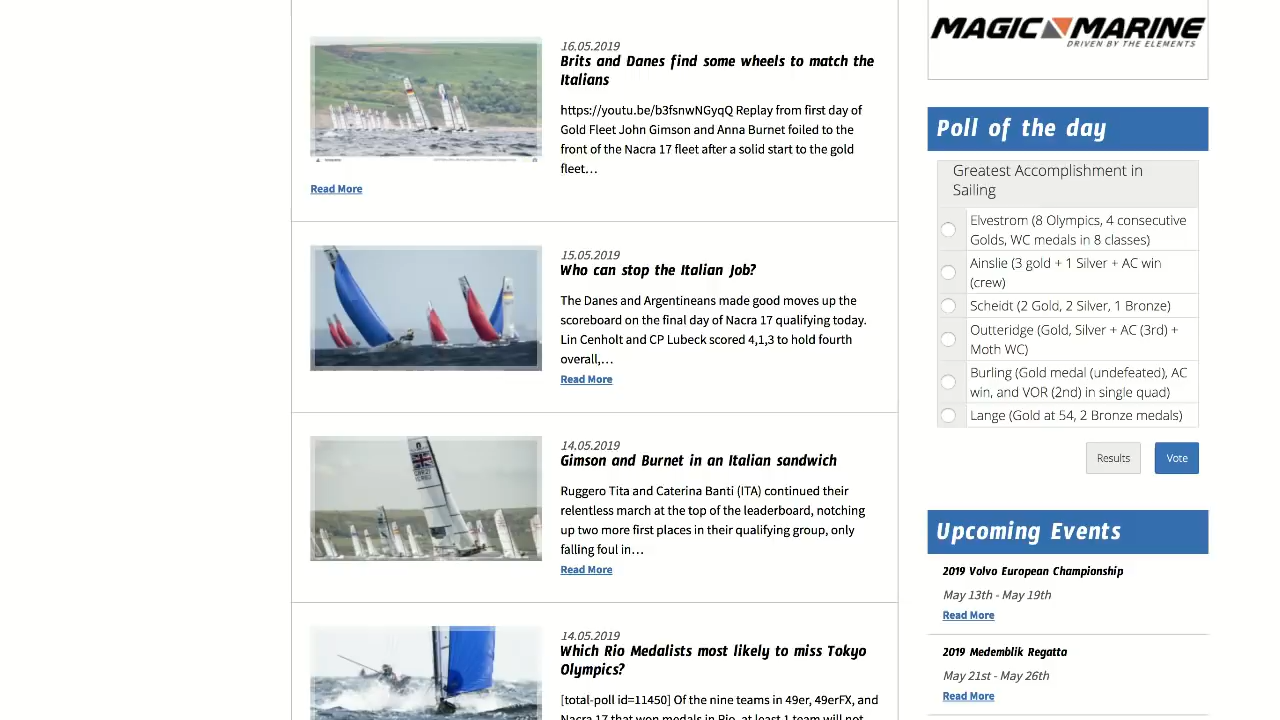 16.05.2019
Brits and Danes find some wheels to match the
Italians
https://youtu.be/b3fsnwNGyqQ Replay from first day of
Gold Fleet John Gimson and Anna Burnet foiled to the
front of the Nacra 17 fleet after a solid start to the gold
fleet…
Read More
15.05.2019
Who can stop the Italian Job?
The Danes and Argentineans made good moves up the
scoreboard on the final day of Nacra 17 qualifying today.
Lin Cenholt and CP Lubeck scored 4,1,3 to hold fourth
overall,…
Read More
14.05.2019
Gimson and Burnet in an Italian sandwich
Ruggero Tita and Caterina Banti (ITA) continued their
relentless march at the top of the leaderboard, notching
up two more first places in their qualifying group, only
falling foul in…
Read More
14.05.2019
Which Rio Medalists most likely to miss Tokyo
Olympics?
[total-poll id=11450] Of the nine teams in 49er, 49erFX, and
Nacra 17 that won medals in Rio, at least 1 team will not
MAGIC MARINE
DRIVEN BY THE ELEMENTS
Poll of the day
Greatest Accomplishment in
Sailing
Elvestrom (8 Olympics, 4 consecutive
Golds, WC medals in 8 classes)
Ainslie (3 gold + 1 Silver + AC win
(crew)
Scheidt (2 Gold, 2 Silver, 1 Bronze)
Outteridge (Gold, Silver + AC (3rd) +
Moth WC)
Burling (Gold medal (undefeated), AC
win, and VOR (2nd) in single quad)
Lange (Gold at 54, 2 Bronze medals)
Results
Vote
Upcoming Events
2019 Volvo European Championship
May 13th - May 19th
Read More
2019 Medemblik Regatta
May 21st - May 26th
Read More